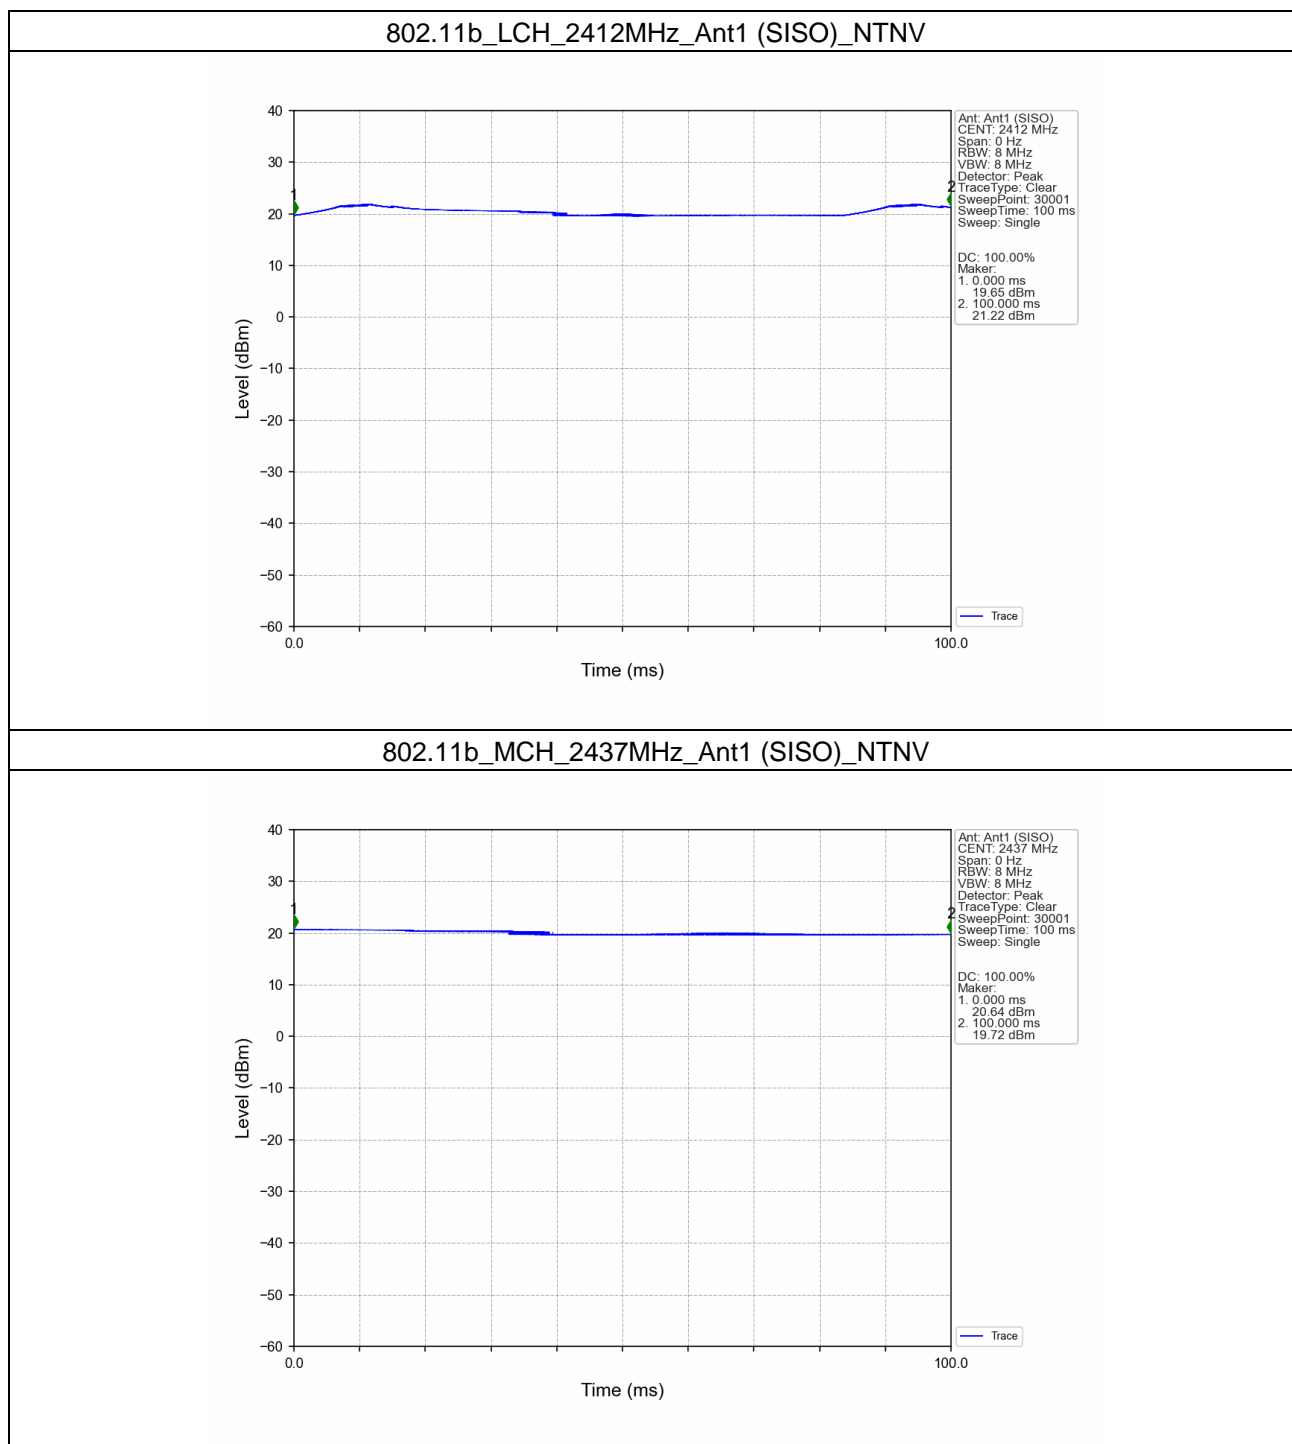 802.11b_LCH_2412MHz_Ant1 (SISO)_NTNV
40
30
20
10
0
−10
−20
−30
−40
−50
−60
Level (dBm)
1
2
0.0
100.0
Time (ms)
Ant: Ant1 (SISO)
CENT: 2412 MHz
Span: 0 Hz
RBW: 8 MHz
VBW: 8 MHz
Detector: Peak
TraceType: Clear
SweepPoint: 30001
SweepTime: 100 ms
Sweep: Single
DC: 100.00%
Maker:
1. 0.000 ms
19.65 dBm
2. 100.000 ms
21.22 dBm
Trace
802.11b_MCH_2437MHz_Ant1 (SISO)_NTNV
40
30
20
10
0
−10
−20
−30
−40
−50
−60
Level (dBm)
1
2
0.0
100.0
Time (ms)
Ant: Ant1 (SISO)
CENT: 2437 MHz
Span: 0 Hz
RBW: 8 MHz
VBW: 8 MHz
Detector: Peak
TraceType: Clear
SweepPoint: 30001
SweepTime: 100 ms
Sweep: Single
DC: 100.00%
Maker:
1. 0.000 ms
20.64 dBm
2. 100.000 ms
19.72 dBm
Trace